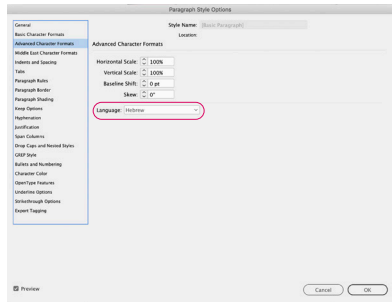 Paragraph Style Options
General
Basic Character Formats
Advanced Character Formats
Middle East Character Formats
Indents and Spacing
Tabs
Paragraph Rules
Paragraph Border
Paragraph Shading
Keep Options
Hyphenation
Justification
Span Columns
Drop Caps and Nested Styles
GREP Style
Bullets and Numbering
Character Color
OpenType Features
Underline Options
Strikethrough Options
Export Tagging
Style Name: [Basic Paragraph]
Location:
Advanced Character Formats
Horizontal Scale: 100%
Vertical Scale: 100%
Baseline Shift: 0 pt
Skew: 0°
Language: Hebrew
Preview
Cancel
OK